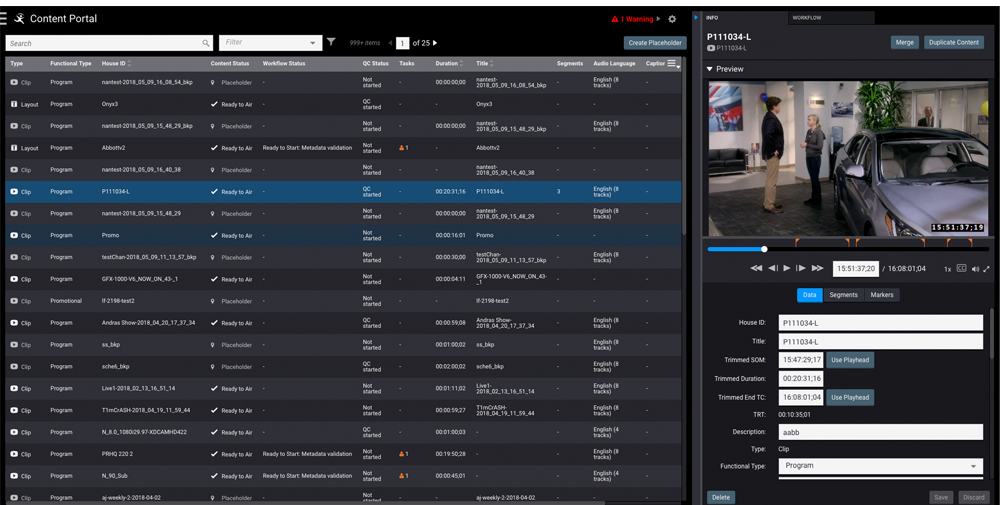 Content Portal
1 Warning
Search
Filter
999+ items
1 of 25
Create Placeholder
Type Functional Type House ID Content Status Workflow Status QC Status Tasks Duration Title Segments Audio Language Caption
Clip Program nantest-2018_05_09_16_08_54_bkp Placeholder - Not started - 00:00:00;00 nantest-2018_05_09_16_08_54_bkp - English (8 tracks) -
Layout Program Onyx3 Ready to Air - QC started - - Onyx3 - - -
Clip Program nantest-2018_05_09_15_48_29_bkp Placeholder - Not started - 00:00:00;00 nantest-2018_05_09_15_48_29_bkp - English (8 tracks) -
Layout Program Abbottv2 Ready to Air Ready to Start: Metadata validation Not started 1 - Abbottv2 - - -
Clip Program nantest-2018_05_09_16_40_38 Placeholder - Not started - - nantest-2018_05_09_16_40_38 - - -
Clip Program P111034-L Ready to Air - QC started - 00:20:31;16 P111034-L 3 English (8 tracks) -
Clip Program nantest-2018_05_09_15_48_29 Placeholder - Not started - 00:00:00;00 nantest-2018_05_09_15_48_29 - English (8 tracks) -
Clip Program Promo Ready to Air - Not started - 00:00:16:01 Promo - - -
Clip Program testChan-2018_05_09_11_13_57_bkp Placeholder - Not started - 00:00:30;00 testChan-2018_05_09_11_13_57_bkp - English (8 tracks) -
Clip Program GFX-1000-V6_NOW_ON_43-_1 Ready to Air - Not started - 00:00:04:11 GFX-1000-V6_NOW_ON_43-_1 - - -
Clip Promotional lf-2198-test2 Placeholder - Not started - - lf-2198-test2 - - -
Clip Program Andras Show-2018_04_20_17_37_34 Ready to Air - Not started - 00:00:59;08 Andras Show-2018_04_20_17_37_34 - English (8 tracks) -
Clip Program ss_bkp Placeholder - Not started - 00:01:00;02 ss_bkp - English (8 tracks) -
Clip Program sche6_bkp Placeholder - Not started - 00:02:00;02 sche6_bkp - English (8 tracks) -
Clip Program Live1-2018_02_13_16_51_14 Ready to Air - Not started - 00:01:11;02 Live1-2018_02_13_16_51_14 - English (8 tracks) -
Clip Program T1mCrASH-2018_04_19_11_59_44 Ready to Air - Not started - 00:00:59;27 T1mCrASH-2018_04_19_11_59_44 - English (8 tracks) -
Clip Program N_8.0_1080i29.97-XDCAMHD422 Ready to Air - QC started - 00:01:00;03 - - English (4 tracks) -
Clip Program PRHQ 220 2 Ready to Air Ready to Start: Metadata validation Not started 1 00:19:50;28 - - English (8 tracks) -
Clip Program N_90_Sub Ready to Air Ready to Start: Metadata validation Not started 1 00:00:45;01 - - English (4 tracks) -
Clip Program aj-weekly-2-2018-04-02 Placeholder - Not started - - aj-weekly-2-2018-04-02 - - -
INFO WORKFLOW
P111034-L
P111034-L
Merge Duplicate Content
Preview
15:51:37;19
15:51:37;20 / 16:08:01;04 1x CC
Data Segments Markers
House ID: P111034-L
Title: P111034-L
Trimmed SOM: 15:47:29;17 Use Playhead
Trimmed Duration: 00:20:31;16
Trimmed End TC: 16:08:01;04 Use Playhead
TRT: 00:10:35;01
Description: aabb
Type: Clip
Functional Type: Program
Delete Save Discard